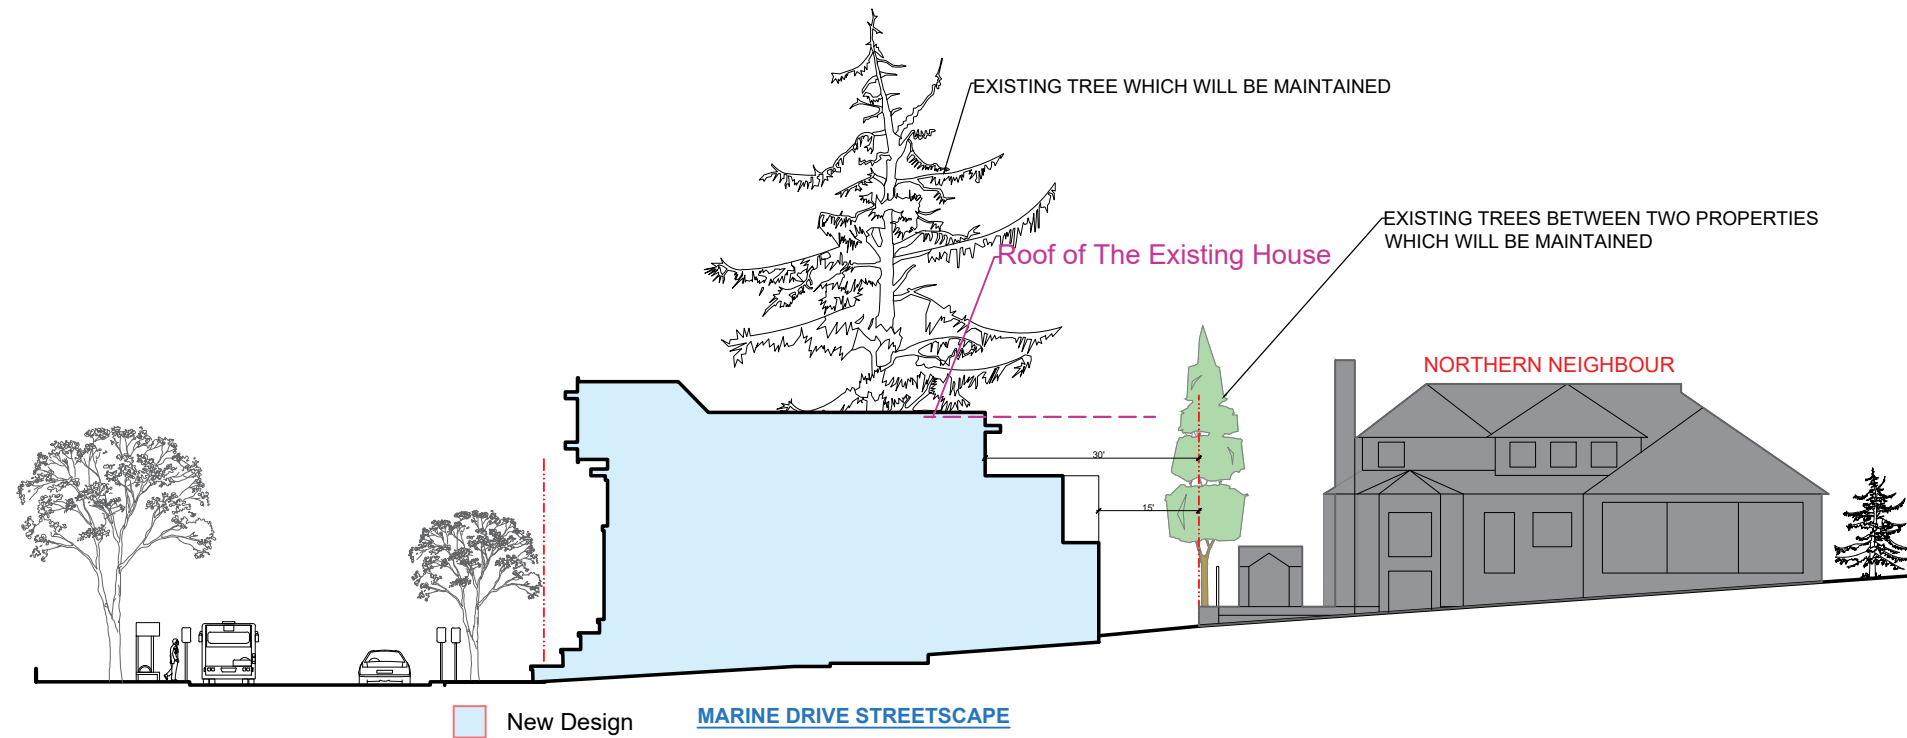 EXISTING TREE WHICH WILL BE MAINTAINED
EXISTING TREES BETWEEN TWO PROPERTIES
WHICH WILL BE MAINTAINED
Roof of The Existing House
NORTHERN NEIGHBOUR
30'
15'
New Design
MARINE DRIVE STREETSCAPE